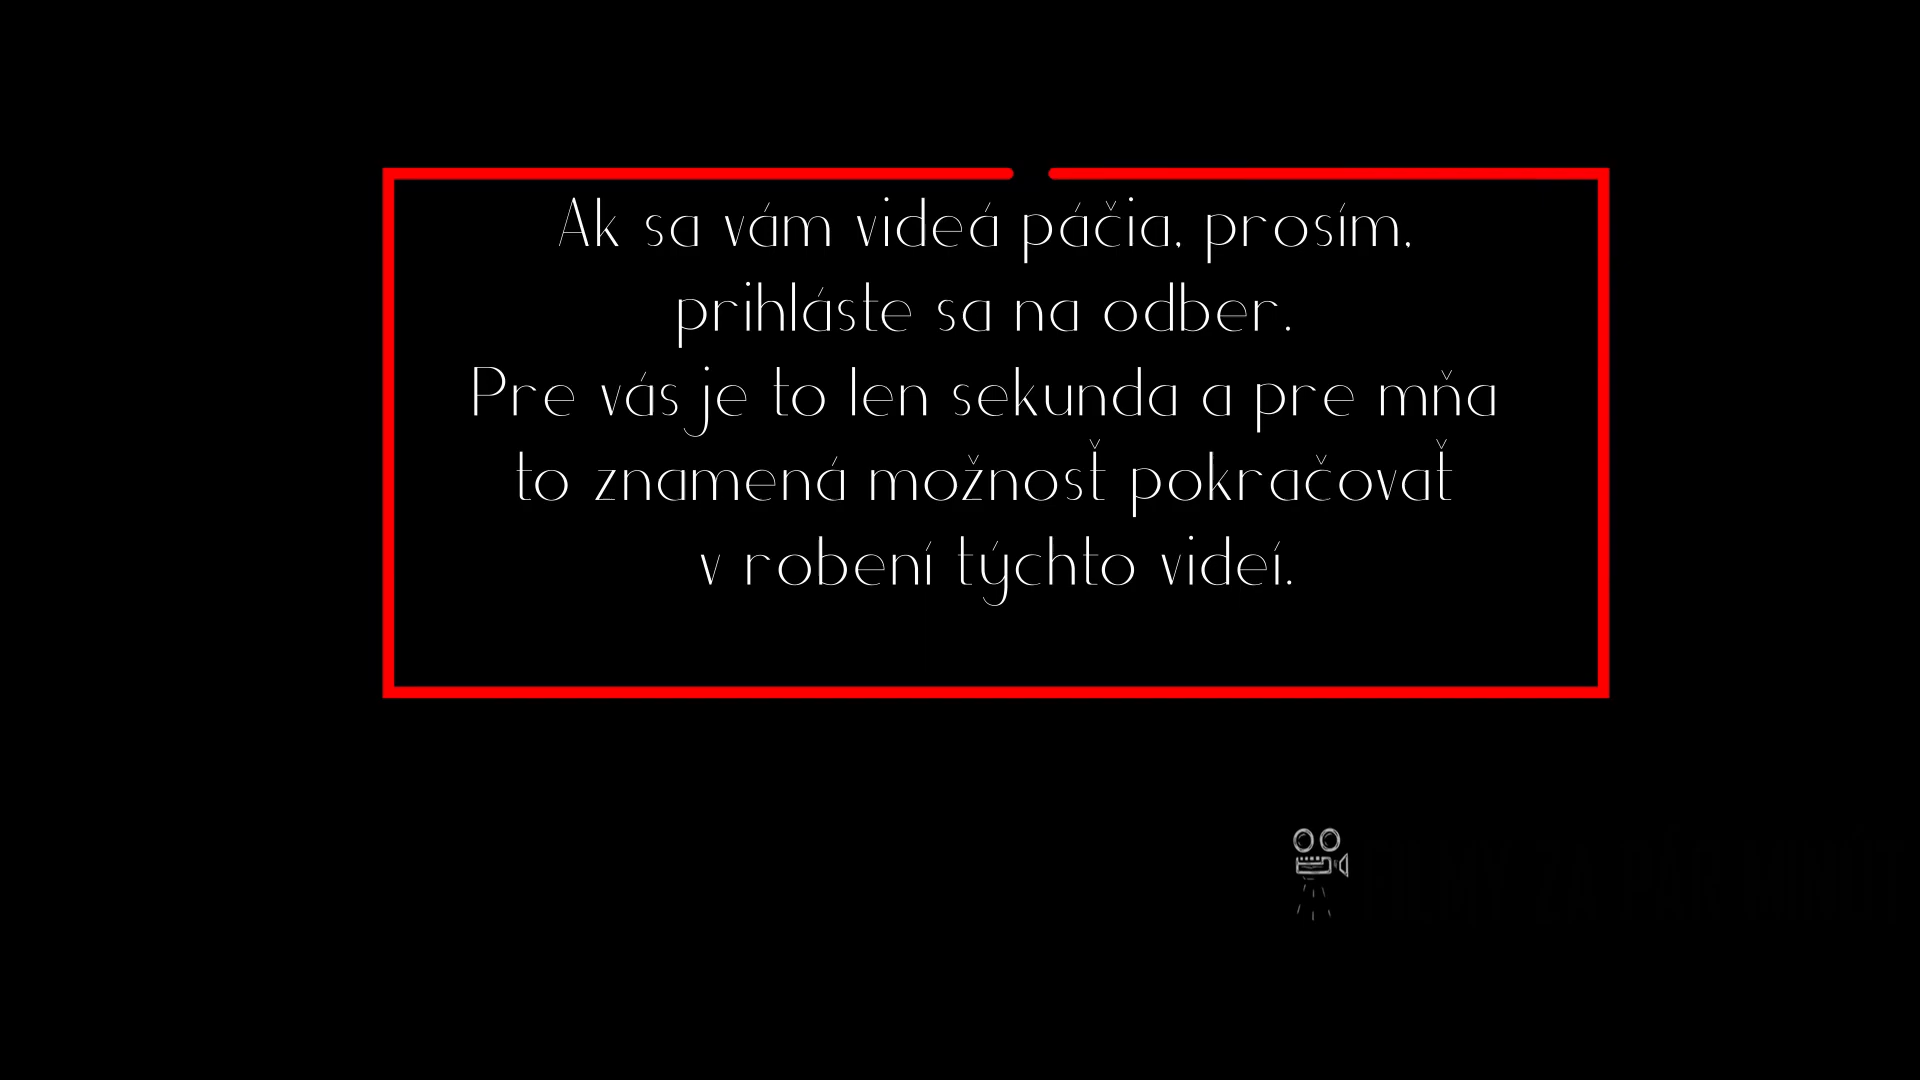 Ak sa vám videá páčia, prosím,
prihláste sa na odber.
Pre vás je to len sekunda a pre mňa
to znamená možnosť pokračovať
v robení týchto videí.